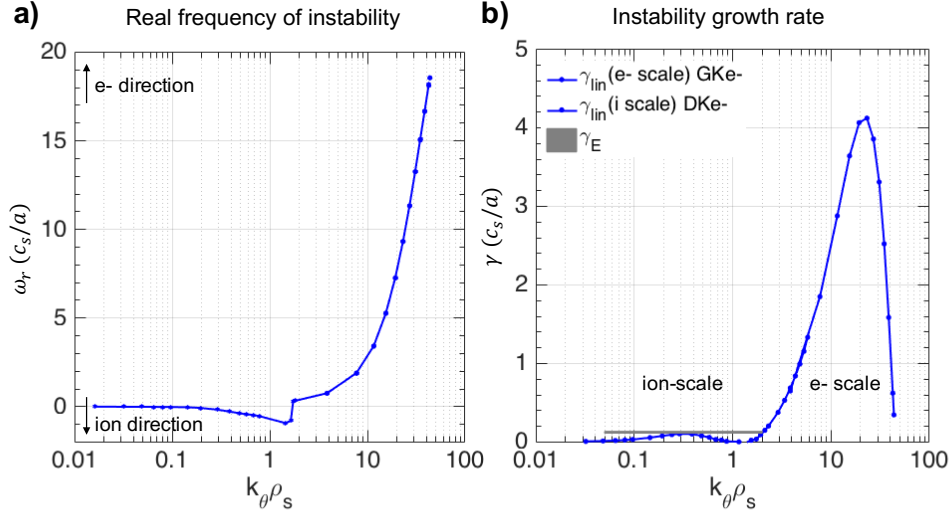 a) Real frequency of instability
20
15
10
5
0
ω_r (c_s/a)
e- direction
ion direction
0.01 0.1 1 10 100
k_θρ_s
b) Instability growth rate
5
4
3
2
1
0
γ (c_s/a)
γ_lin(e- scale) GKe-
γ_lin(i scale) DKe-
γ_E
ion-scale e- scale
0.01 0.1 1 10 100
k_θρ_s